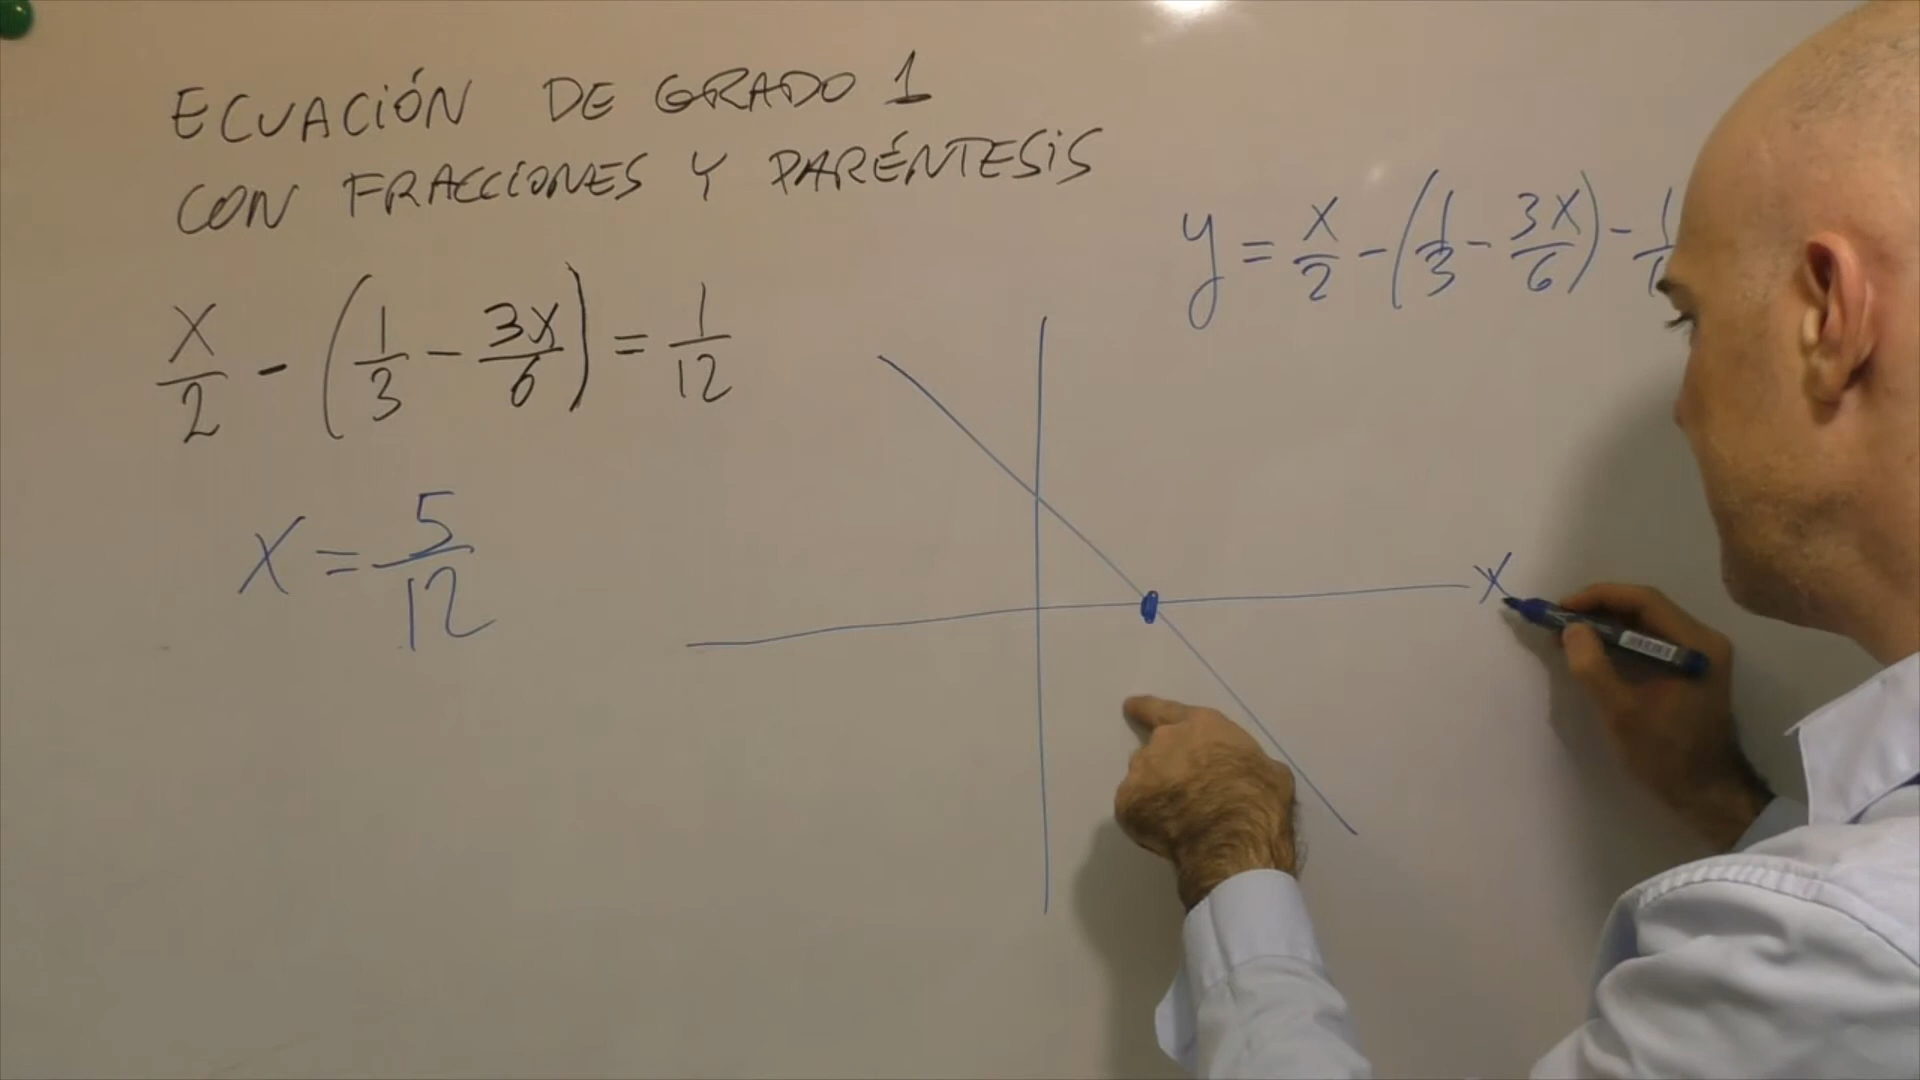 ECUACIÓN DE GRADO 1
CON FRACCIONES Y PARÉNTESIS
x/2 - (1/3 - 3x/6) = 1/12
x = 5/12
y = x/2 - (1/3 - 3x/6) - 1/
x